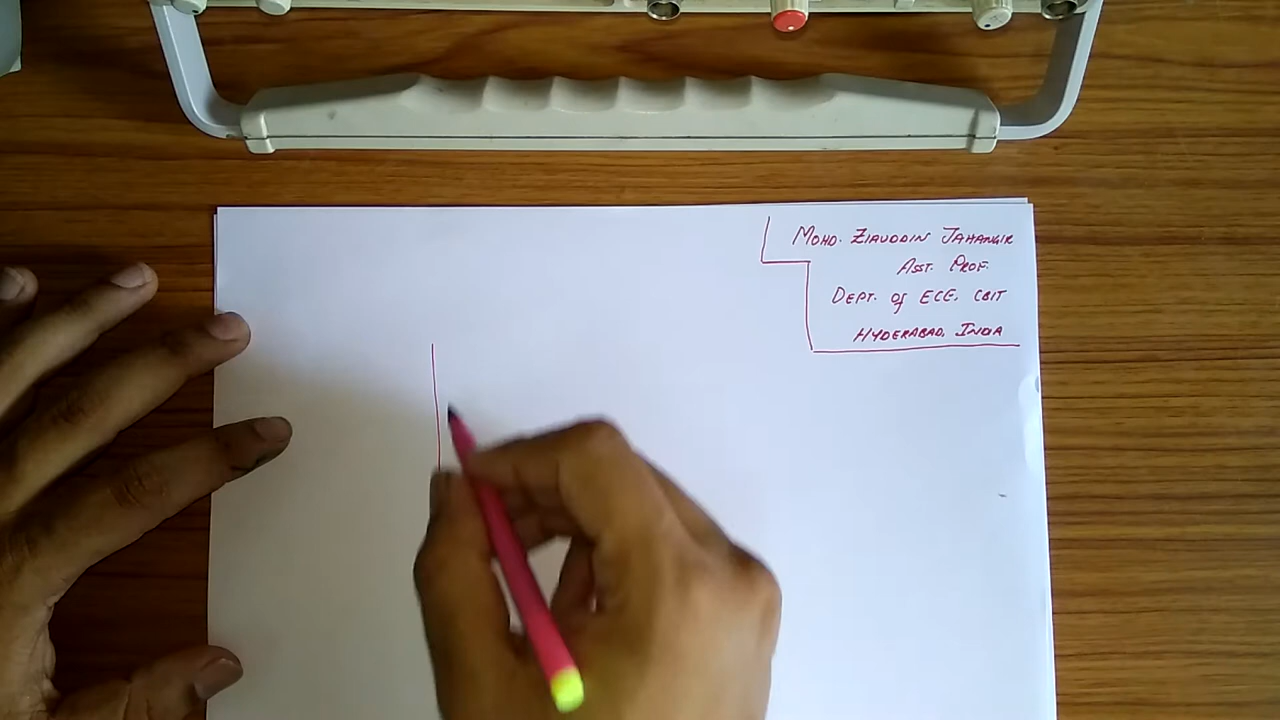 MOHD. ZIAUDDIN JAHANGIR
ASST. PROF.
DEPT. of ECE, CBIT
HYDERABAD, INDIA